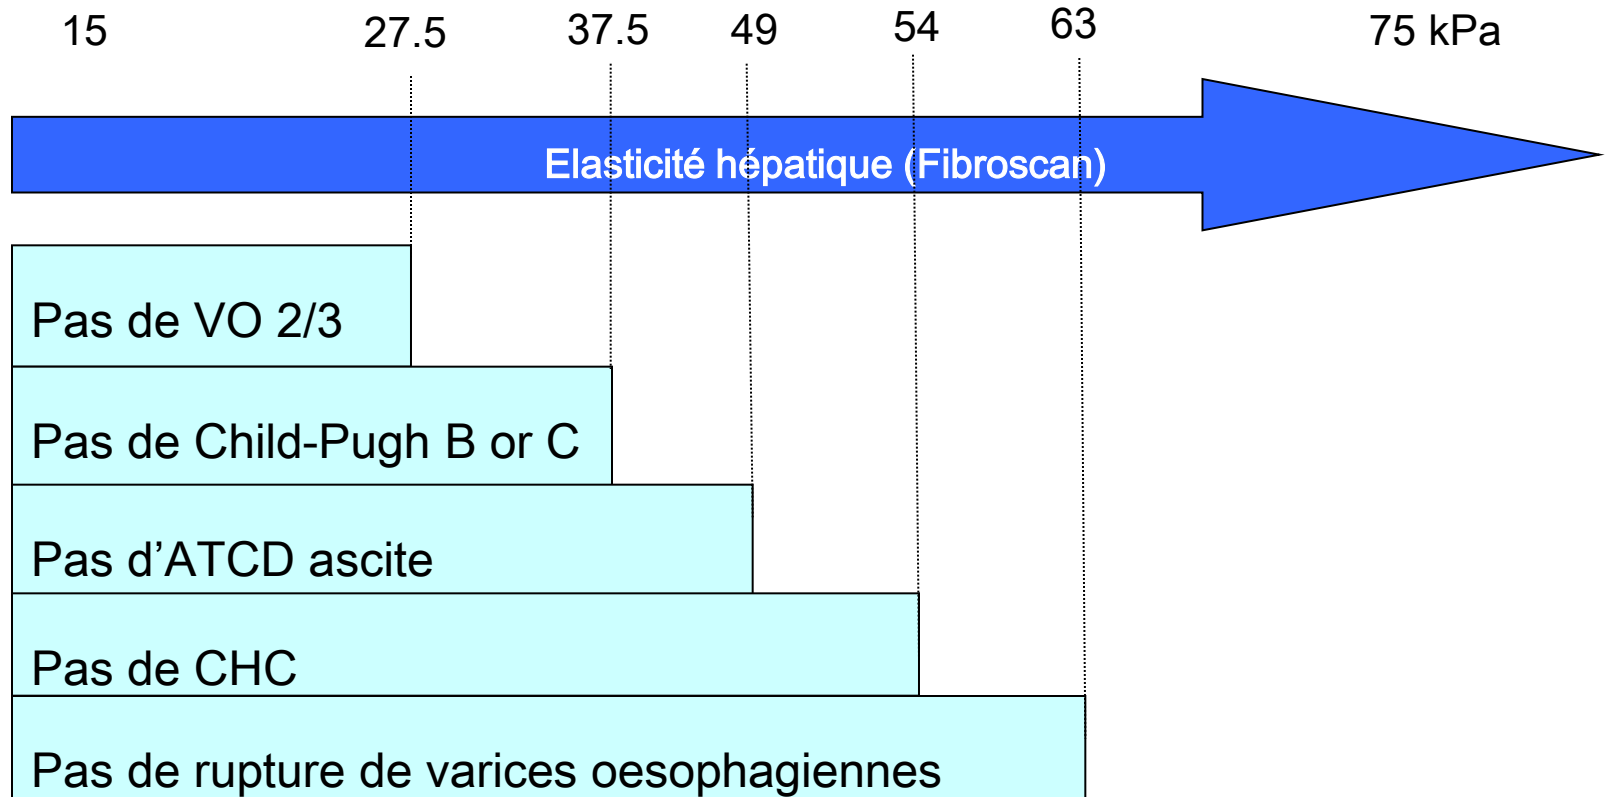 15 27.5 37.5 49 54 63 75 kPa
Elasticité hépatique (Fibroscan)
Pas de VO 2/3
Pas de Child-Pugh B or C
Pas d’ATCD ascite
Pas de CHC
Pas de rupture de varices oesophagiennes